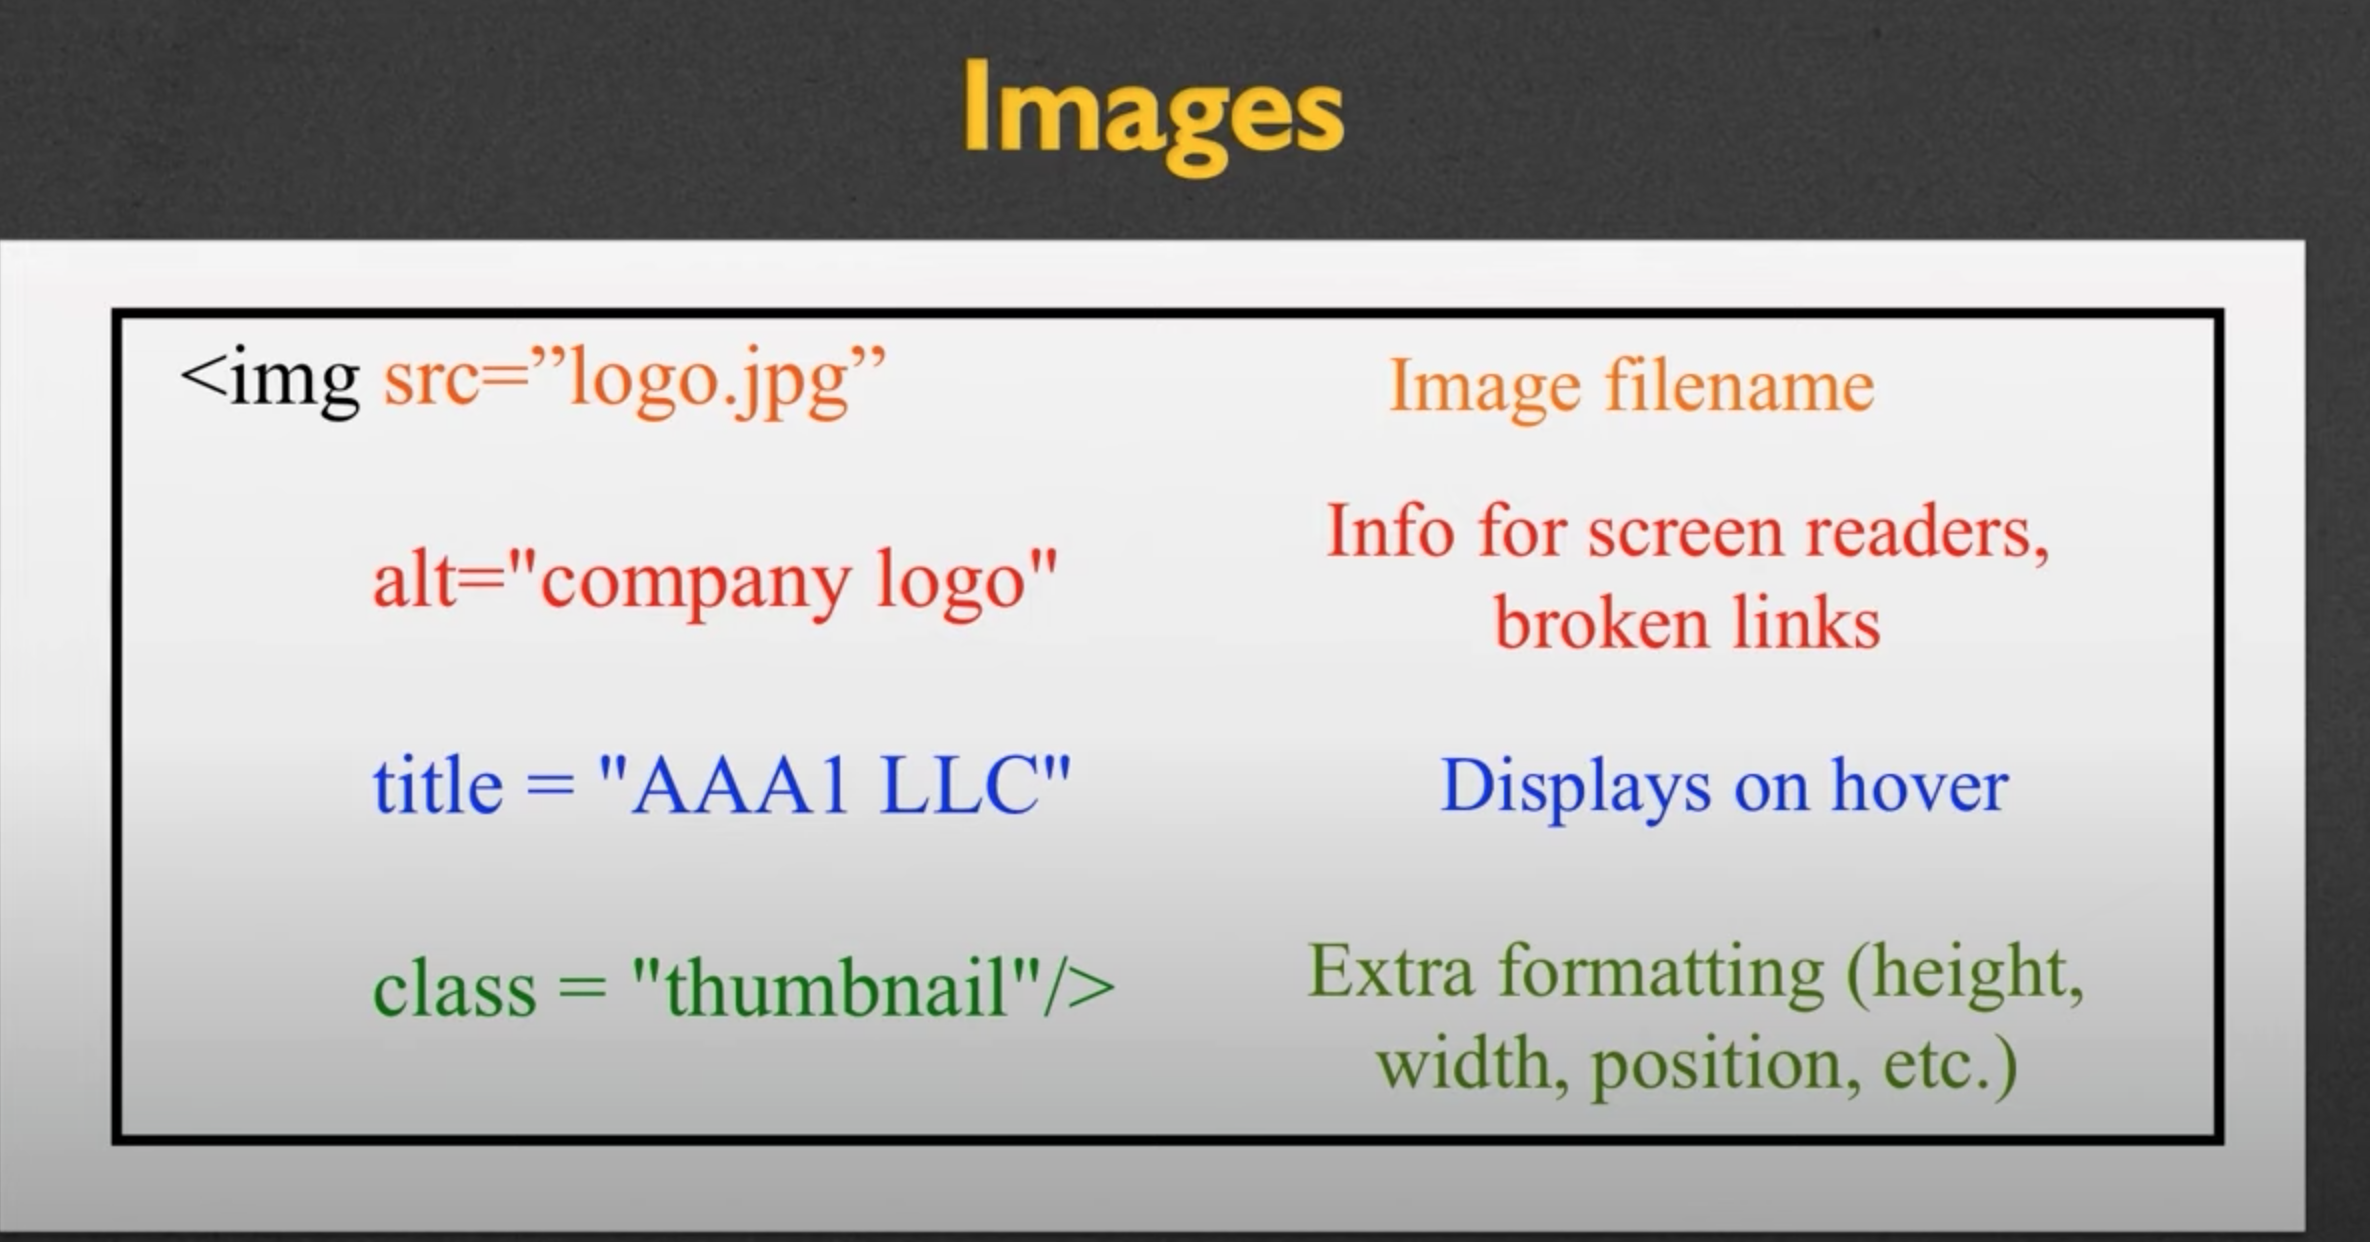 Images
<img src=”logo.jpg”
Image filename
alt="company logo"
Info for screen readers,
broken links
title = "AAA1 LLC"
Displays on hover
class = "thumbnail"/>
Extra formatting (height,
width, position, etc.)